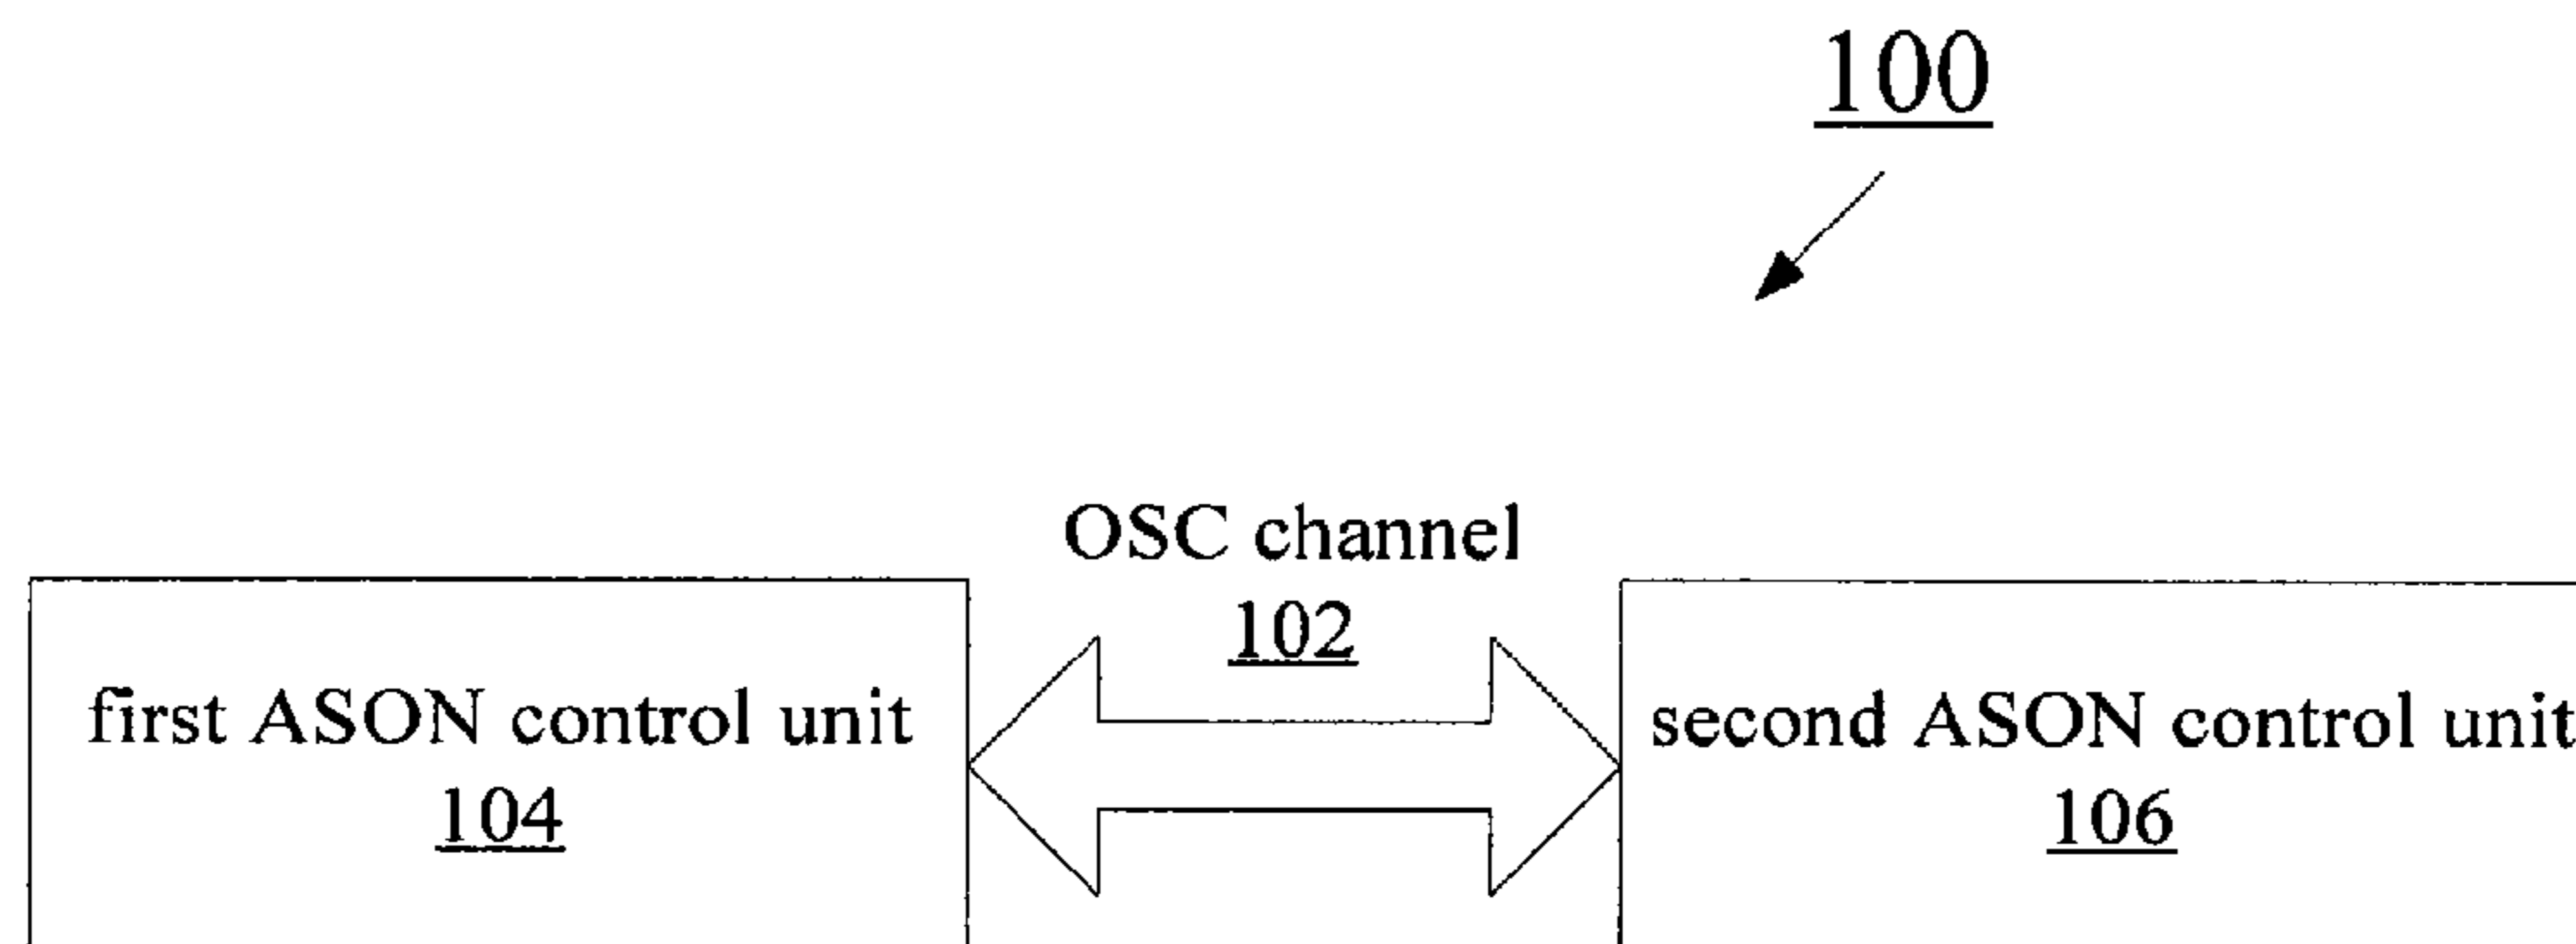 100
OSC channel
102
first ASON control unit
104
second ASON control unit
106